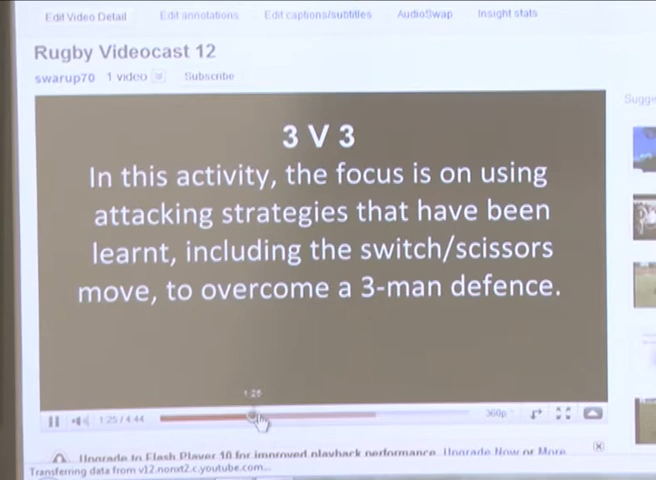 Edit Video Detail Edit annotations Edit captions/subtitles AudioSwap Insight stats
Rugby Videocast 12
swarup70 1 video Subscribe
Sugge
3 V 3
In this activity, the focus is on using
attacking strategies that have been
learnt, including the switch/scissors
move, to overcome a 3-man defence.
1:25
1:25 / 4:44 360p
Upgrade to Flash Player 10 for improved playback performance. Upgrade Now or More
Transferring data from v12.nonxt2.c.youtube.com...